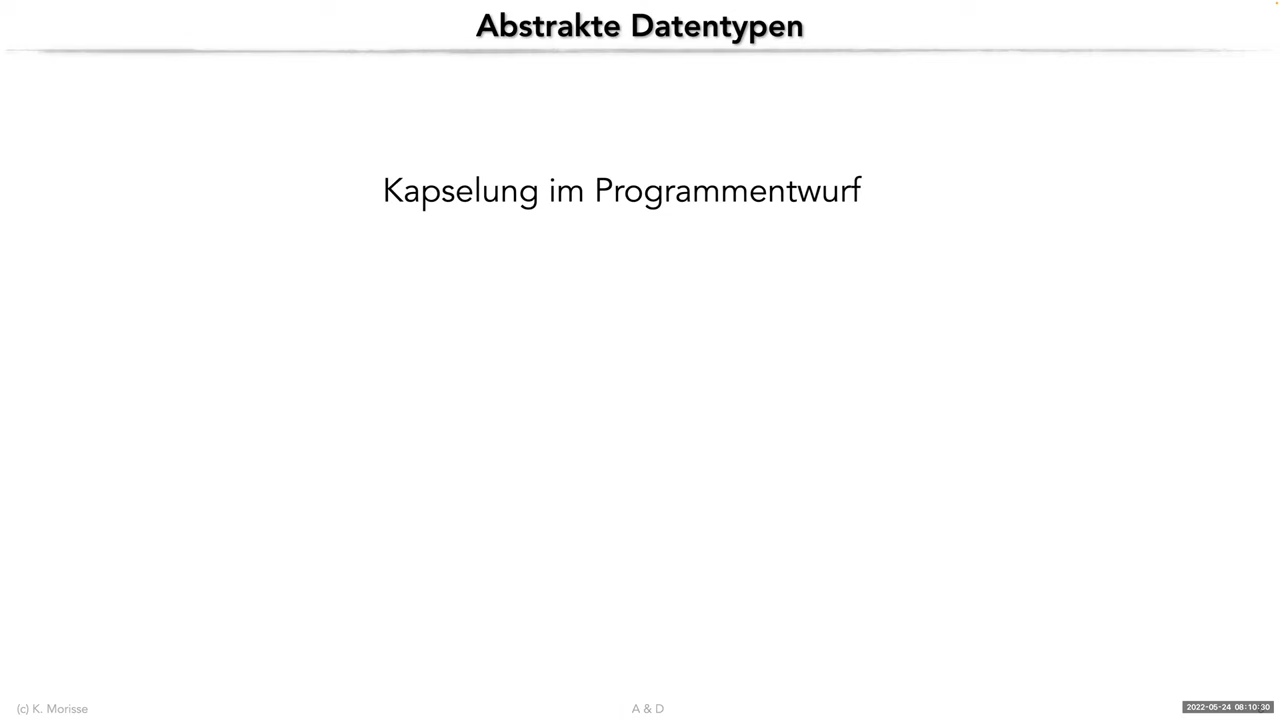 Abstrakte Datentypen
Kapselung im Programmentwurf
(c) K. Morisse
A & D
2022-05-24 08:10:30